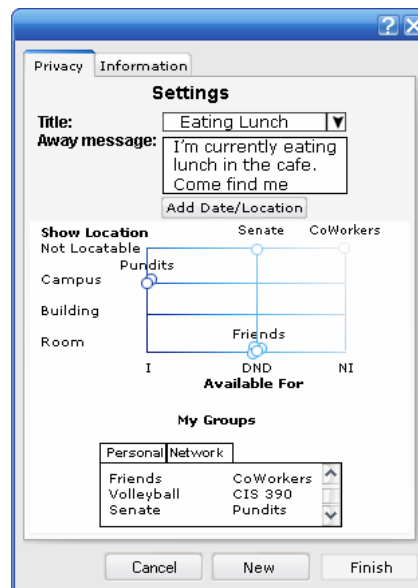 ?
Privacy Information
Settings
Title: Eating Lunch
Away message: I'm currently eating
lunch in the cafe.
Come find me
Add Date/Location
Show Location Senate CoWorkers
Not Locatable
Pundits
Campus
Building
Friends
Room
I DND NI
Available For
My Groups
Personal Network
Friends CoWorkers
Volleyball CIS 390
Senate Pundits
Cancel New Finish